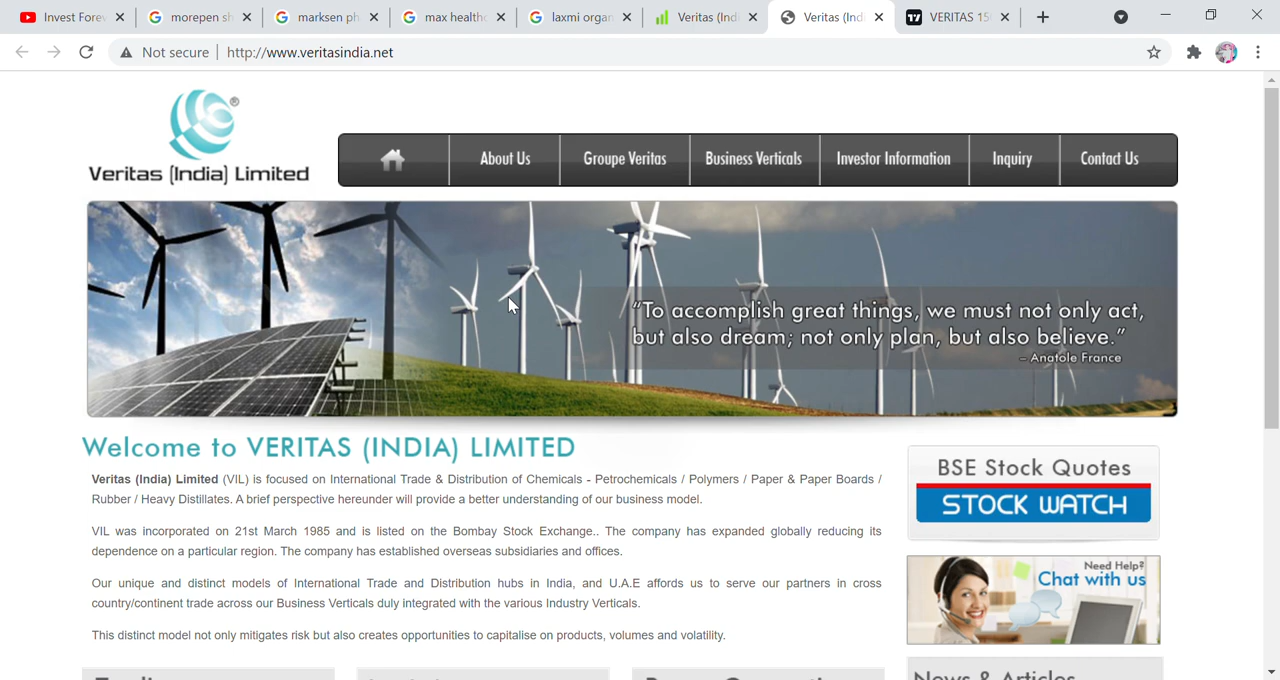 Invest Fore
morepen sh
marksen ph
max healthc
laxmi organ
Veritas (Indi
Veritas (Indi
VERITAS 15
Not secure
http://www.veritasindia.net
Veritas (India) Limited
About Us
Groupe Veritas
Business Verticals
Investor Information
Inquiry
Contact Us
“To accomplish great things, we must not only act,
but also dream; not only plan, but also believe.”
– Anatole France
Welcome to VERITAS (INDIA) LIMITED
Veritas (India) Limited (VIL) is focused on International Trade & Distribution of Chemicals - Petrochemicals / Polymers / Paper & Paper Boards /
Rubber / Heavy Distillates. A brief perspective hereunder will provide a better understanding of our business model.
VIL was incorporated on 21st March 1985 and is listed on the Bombay Stock Exchange.. The company has expanded globally reducing its
dependence on a particular region. The company has established overseas subsidiaries and offices.
Our unique and distinct models of International Trade and Distribution hubs in India, and U.A.E affords us to serve our partners in cross
country/continent trade across our Business Verticals duly integrated with the various Industry Verticals.
This distinct model not only mitigates risk but also creates opportunities to capitalise on products, volumes and volatility.
BSE Stock Quotes
STOCK WATCH
Need Help?
Chat with us
News & Articles